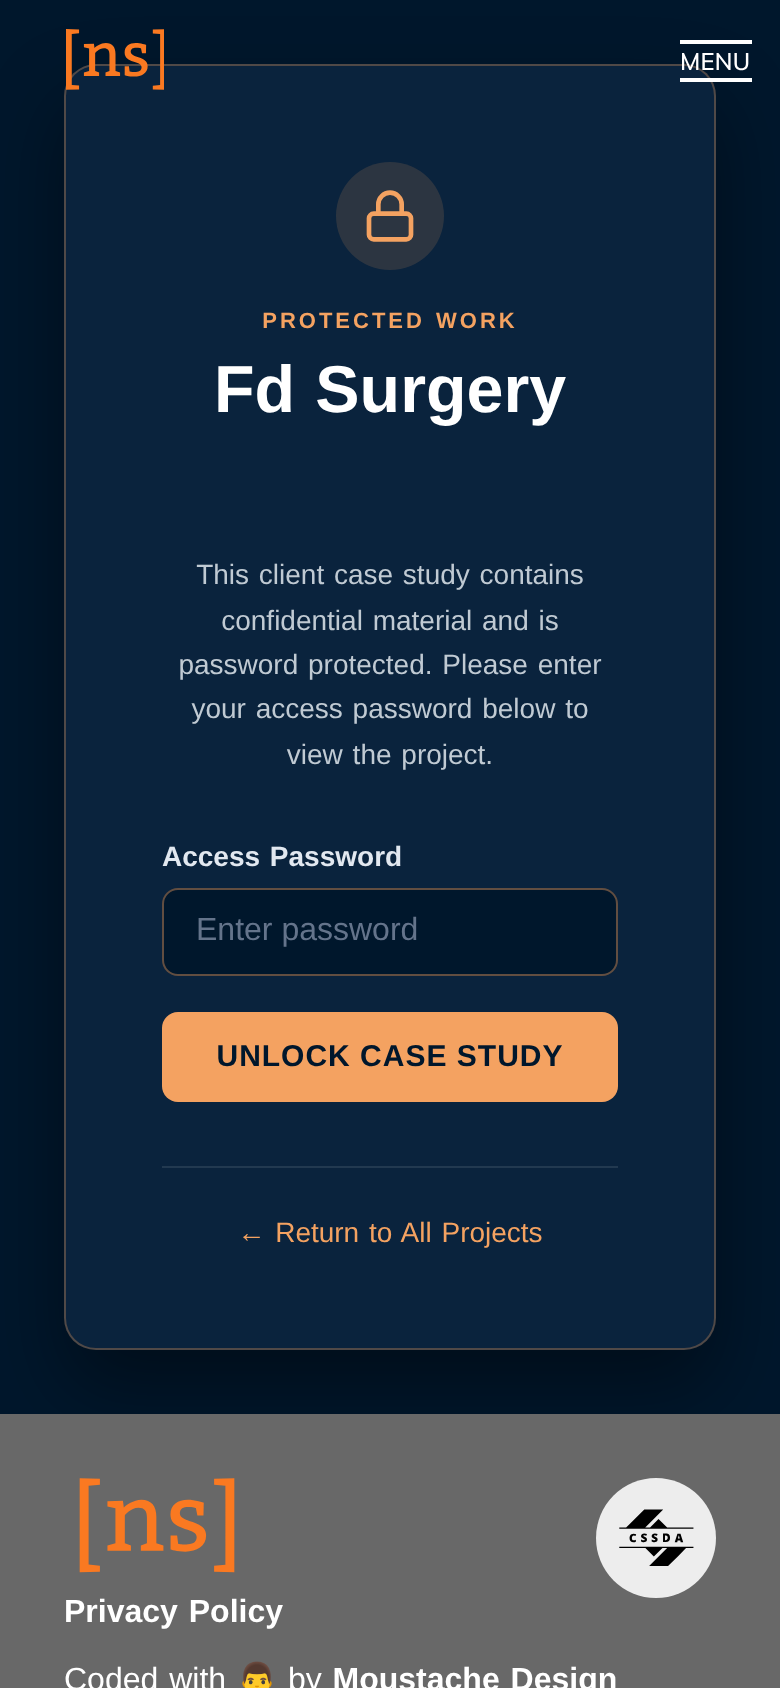 [ns]
MENU
PROTECTED WORK
Fd Surgery
This client case study contains
confidential material and is
password protected. Please enter
your access password below to
view the project.
Access Password
Enter password
UNLOCK CASE STUDY
← Return to All Projects
[ns]
CSSDA
Privacy Policy
Coded with 👨 by Moustache Design